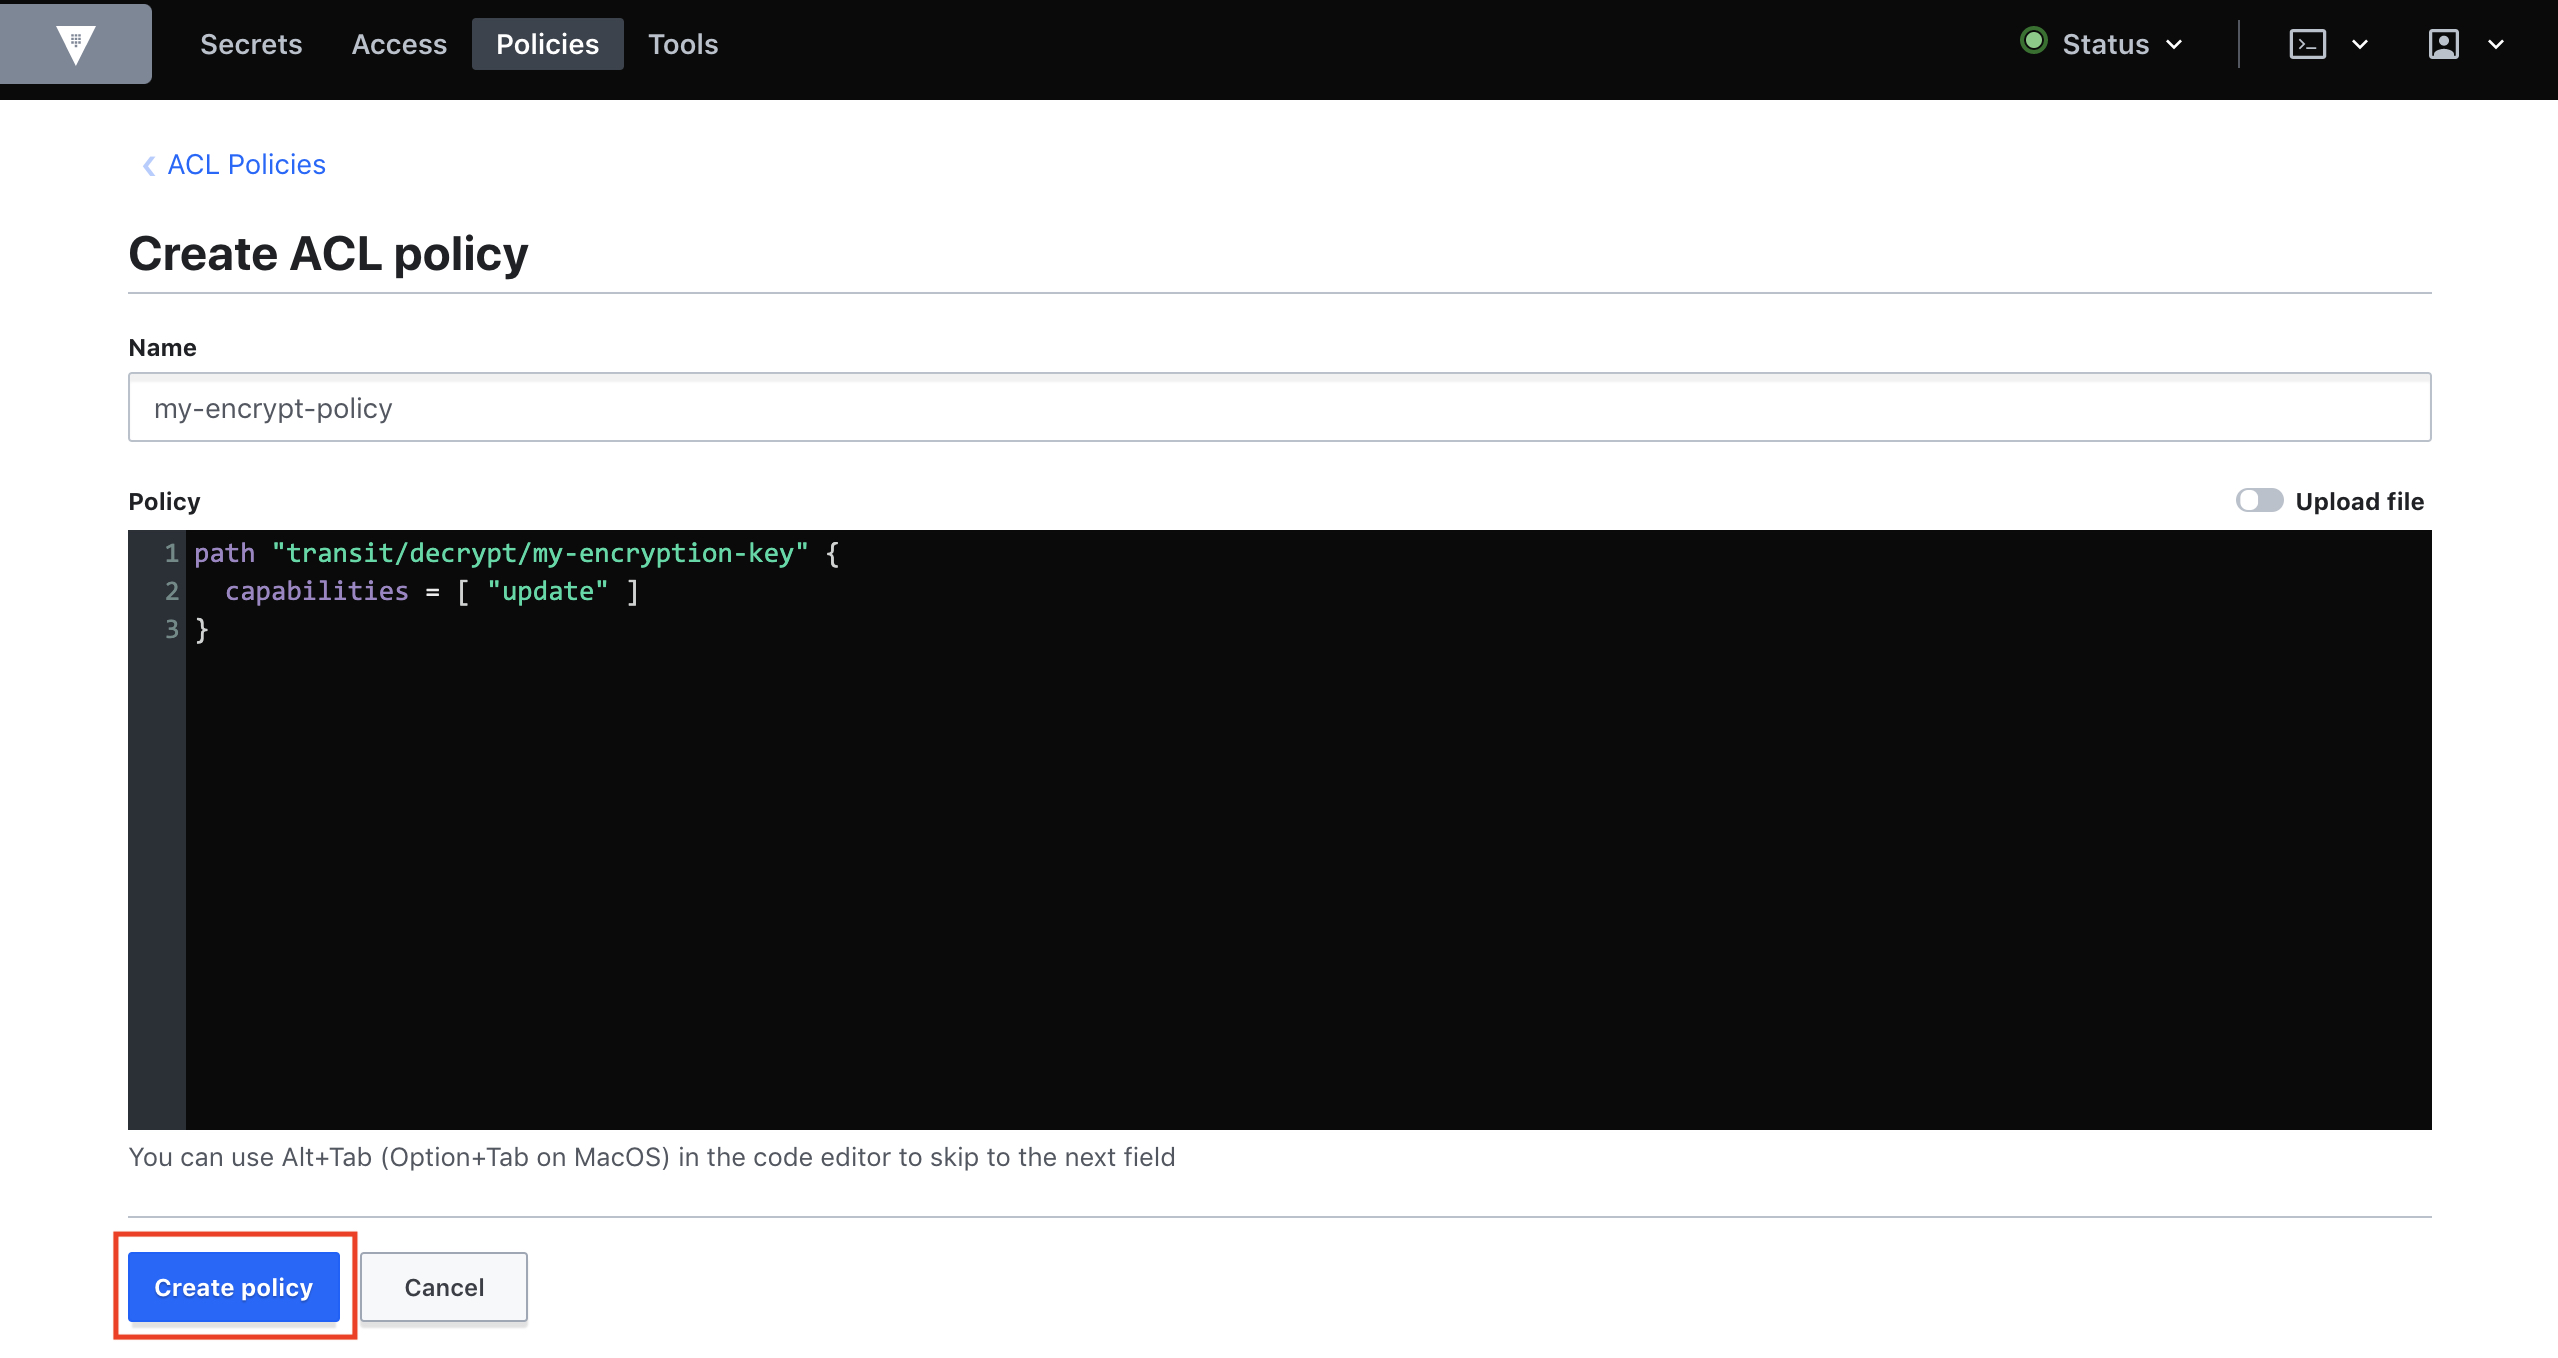 Secrets Access Policies Tools Status
ACL Policies
Create ACL policy
Name
my-encrypt-policy
Policy Upload file
1 path "transit/decrypt/my-encryption-key" {
2   capabilities = [ "update" ]
3 }
You can use Alt+Tab (Option+Tab on MacOS) in the code editor to skip to the next field
Create policy Cancel